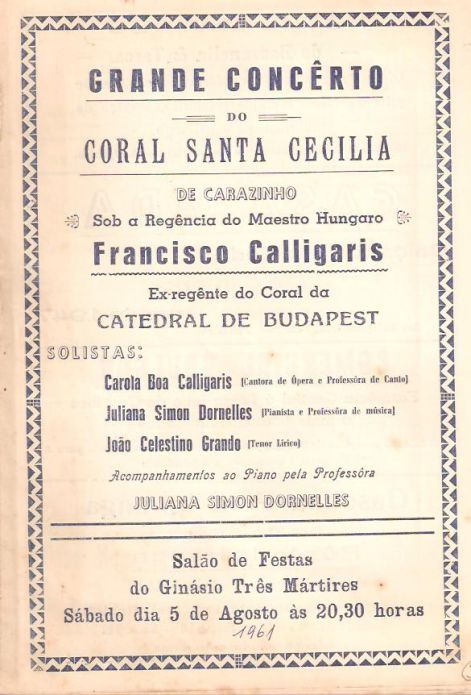 GRANDE CONCÊRTO
DO
CORAL SANTA CECILIA
DE CARAZINHO
Sob a Regência do Maestro Hungaro
Francisco Calligaris
Ex-regênte do Coral da
CATEDRAL DE BUDAPEST
SOLISTAS:
Carola Boa Calligaris [Cantora de Ópera e Professôra de Canto]
Juliana Simon Dornelles [Pianista e Professôra de música]
João Celestino Grando [Tenor Lírico]
Acompanhamentos ao Piano pela Professôra
JULIANA SIMON DORNELLES
Salão de Festas
do Ginásio Três Mártires
Sábado dia 5 de Agosto às 20,30 horas
1961